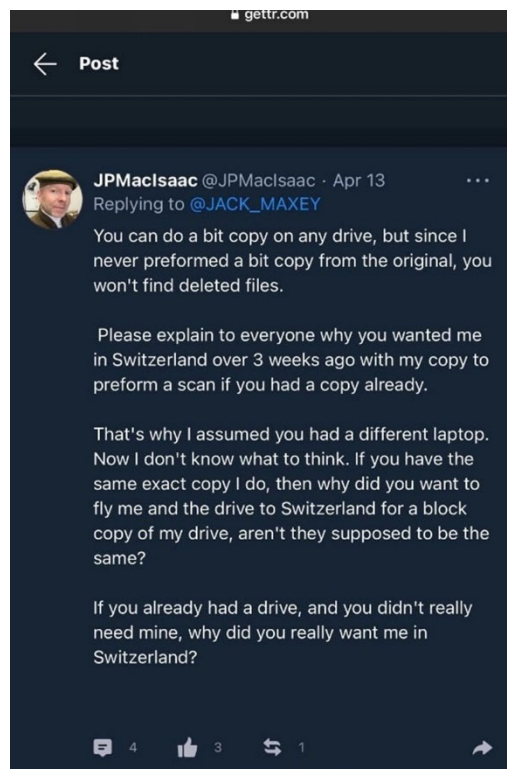 gettr.com
Post
JPMacIsaac @JPMacIsaac · Apr 13
Replying to @JACK_MAXEY
You can do a bit copy on any drive, but since I
never preformed a bit copy from the original, you
won't find deleted files.
Please explain to everyone why you wanted me
in Switzerland over 3 weeks ago with my copy to
preform a scan if you had a copy already.
That's why I assumed you had a different laptop.
Now I don't know what to think. If you have the
same exact copy I do, then why did you want to
fly me and the drive to Switzerland for a block
copy of my drive, aren't they supposed to be the
same?
If you already had a drive, and you didn't really
need mine, why did you really want me in
Switzerland?
4 3 1